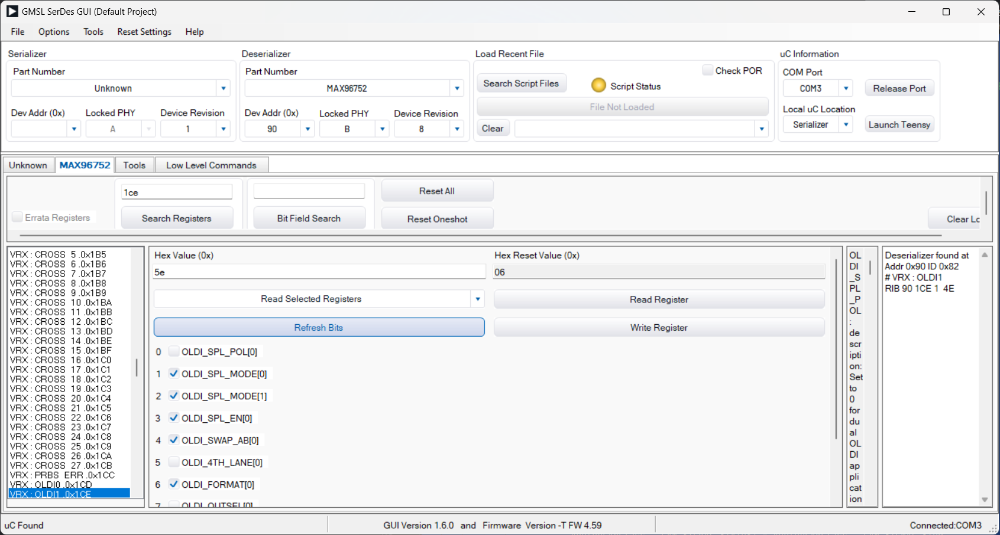 GMSL SerDes GUI (Default Project)
File Options Tools Reset Settings Help
Serializer
Part Number
Unknown
Dev Addr (0x) Locked PHY Device Revision
A 1
Deserializer
Part Number
MAX96752
Dev Addr (0x) Locked PHY Device Revision
90 B 8
Load Recent File
Check POR
Search Script Files Script Status
File Not Loaded
Clear
uC Information
COM Port
COM3 Release Port
Local uC Location
Serializer Launch Teensy
Unknown MAX96752 Tools Low Level Commands
Errata Registers
1ce
Search Registers
Bit Field Search
Reset All
Reset Oneshot
Clear Lo
VRX : CROSS 5 .0x1B5
VRX : CROSS 6 .0x1B6
VRX : CROSS 7 .0x1B7
VRX : CROSS 8 .0x1B8
VRX : CROSS 9 .0x1B9
VRX : CROSS 10 .0x1BA
VRX : CROSS 11 .0x1BB
VRX : CROSS 12 .0x1BC
VRX : CROSS 13 .0x1BD
VRX : CROSS 14 .0x1BE
VRX : CROSS 15 .0x1BF
VRX : CROSS 16 .0x1C0
VRX : CROSS 17 .0x1C1
VRX : CROSS 18 .0x1C2
VRX : CROSS 19 .0x1C3
VRX : CROSS 20 .0x1C4
VRX : CROSS 21 .0x1C5
VRX : CROSS 22 .0x1C6
VRX : CROSS 23 .0x1C7
VRX : CROSS 24 .0x1C8
VRX : CROSS 25 .0x1C9
VRX : CROSS 26 .0x1CA
VRX : CROSS 27 .0x1CB
VRX : PRBS ERR .0x1CC
VRX : OLDI0 .0x1CD
VRX : OLDI1 .0x1CE
Hex Value (0x) Hex Reset Value (0x)
5e 06
Read Selected Registers Read Register
Refresh Bits Write Register
0 OLDI_SPL_POL[0]
1 OLDI_SPL_MODE[0]
2 OLDI_SPL_MODE[1]
3 OLDI_SPL_EN[0]
4 OLDI_SWAP_AB[0]
5 OLDI_4TH_LANE[0]
6 OLDI_FORMAT[0]
7 OLDI_OUTSEL[0]
OL
DI
_S
PL
_P
OL
:
de
scr
ipti
on:
Set
to
0
for
du
al
OL
DI
ap
pli
cat
ion
Deserializer found at
Addr 0x90 ID 0x82
# VRX : OLDI1
RIB 90 1CE 1 4E
uC Found
GUI Version 1.6.0 and Firmware Version -T FW 4.59
Connected:COM3